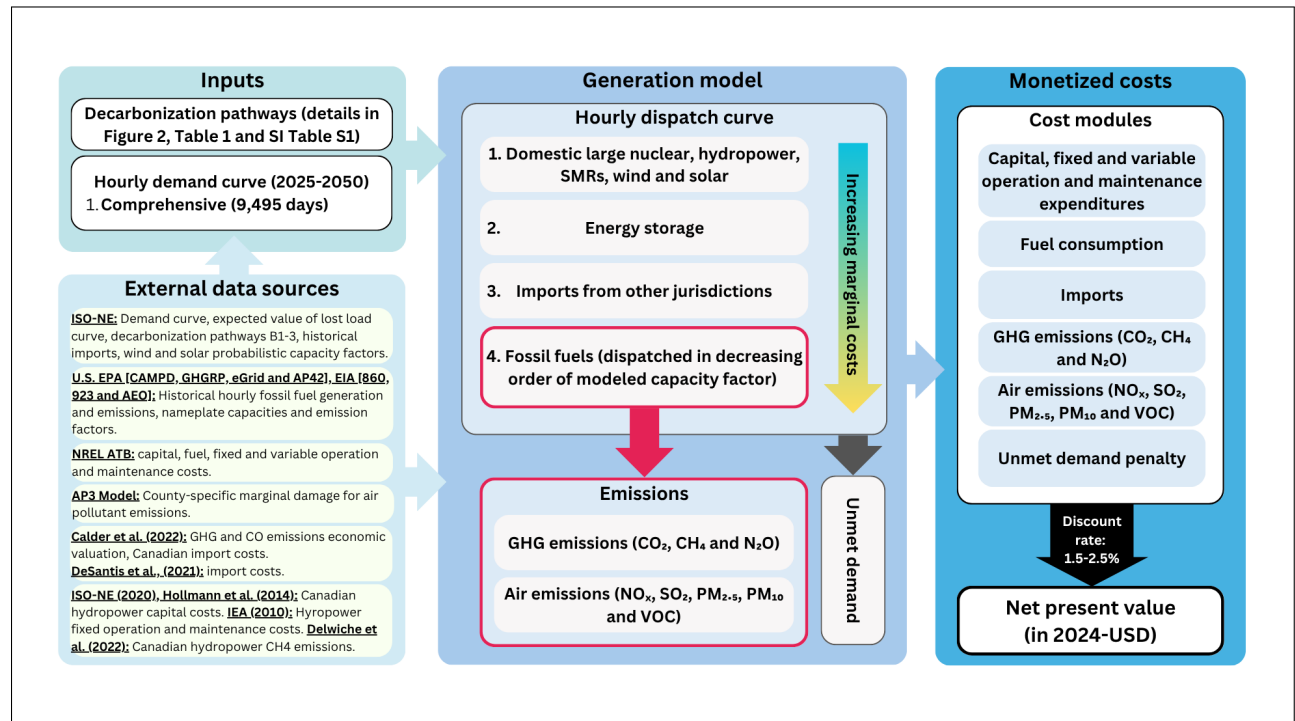 Inputs
Decarbonization pathways (details in
Figure 2, Table 1 and SI Table S1)
Hourly demand curve (2025-2050)
1. Comprehensive (9,495 days)
External data sources
ISO-NE: Demand curve, expected value of lost load
curve, decarbonization pathways B1-3, historical
imports, wind and solar probabilistic capacity factors.
U.S. EPA [CAMPD, GHGRP, eGrid and AP42], EIA [860,
923 and AEO]: Historical hourly fossil fuel generation
and emissions, nameplate capacities and emission
factors.
NREL ATB: capital, fuel, fixed and variable operation
and maintenance costs.
AP3 Model: County-specific marginal damage for air
pollutant emissions.
Calder et al. (2022): GHG and CO emissions economic
valuation, Canadian import costs.
DeSantis et al., (2021): import costs.
ISO-NE (2020), Hollmann et al. (2014): Canadian
hydropower capital costs. IEA (2010): Hyropower
fixed operation and maintenance costs. Delwiche et
al. (2022): Canadian hydropower CH4 emissions.
Generation model
Hourly dispatch curve
1. Domestic large nuclear, hydropower,
SMRs, wind and solar
2. Energy storage
3. Imports from other jurisdictions
4. Fossil fuels (dispatched in decreasing
order of modeled capacity factor)
Increasing marginal costs
Emissions
GHG emissions (CO₂, CH₄ and N₂O)
Air emissions (NOₓ, SO₂, PM₂.₅, PM₁₀
and VOC)
Unmet demand
Monetized costs
Cost modules
Capital, fixed and variable
operation and maintenance
expenditures
Fuel consumption
Imports
GHG emissions (CO₂, CH₄
and N₂O)
Air emissions (NOₓ, SO₂,
PM₂.₅, PM₁₀ and VOC)
Unmet demand penalty
Discount
rate:
1.5-2.5%
Net present value
(in 2024-USD)